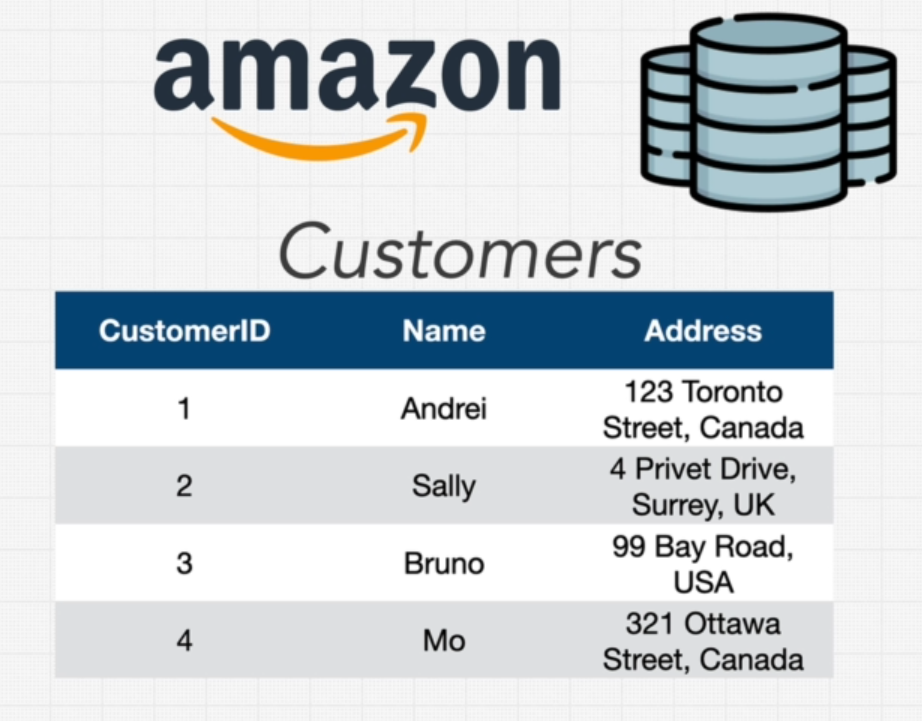 amazon
Customers
CustomerID Name Address
1 Andrei 123 Toronto
Street, Canada
2 Sally 4 Privet Drive,
Surrey, UK
3 Bruno 99 Bay Road,
USA
4 Mo 321 Ottawa
Street, Canada